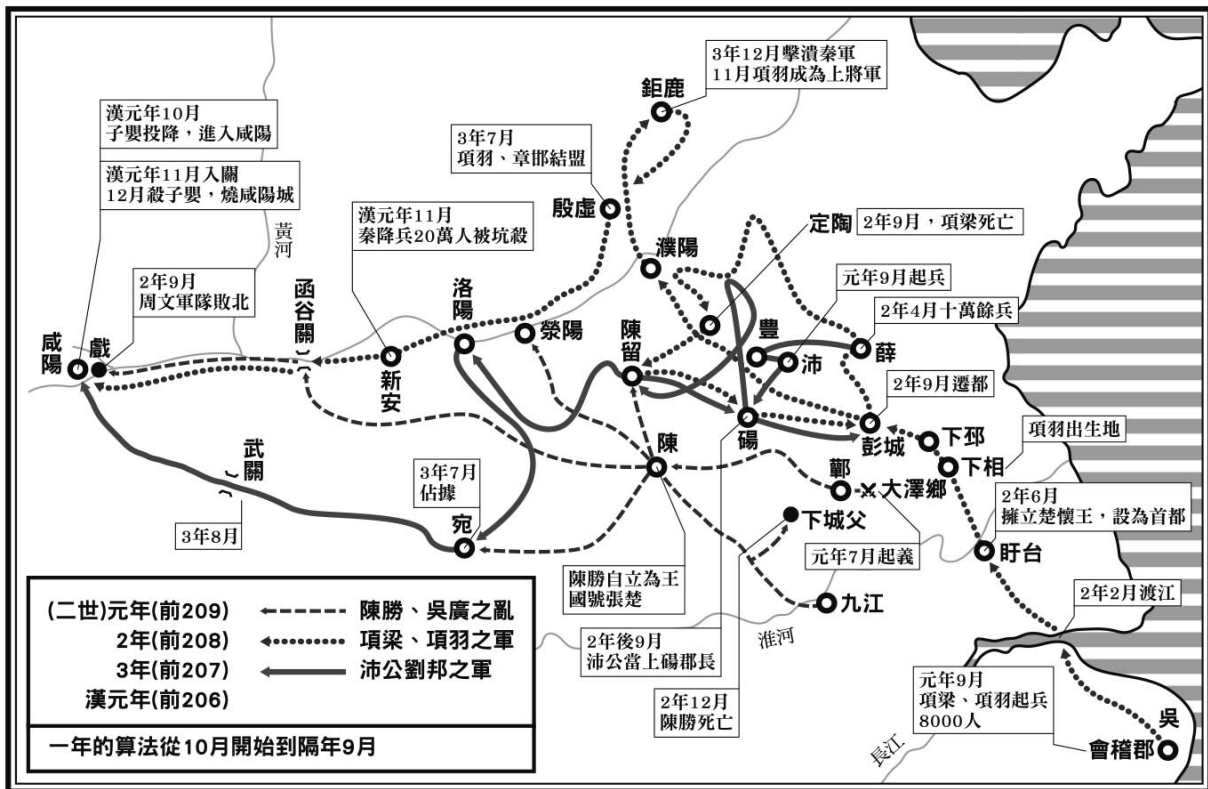 3年12月擊潰秦軍
11月項羽成為上將軍
鉅鹿
漢元年10月
子嬰投降，進入咸陽
3年7月
項羽、章邯結盟
漢元年11月入關
12月殺子嬰，燒咸陽城
殷虛
漢元年11月
秦降兵20萬人被坑殺
定陶
2年9月，項梁死亡
黃河
濮陽
2年9月
周文軍隊敗北
元年9月起兵
函谷關
洛陽
滎陽
陳留
豐
沛
2年4月十萬餘兵
薛
咸陽
戲
新安
2年9月遷都
碭
彭城
下邳
項羽出生地
下相
武關
陳
鄲
大澤鄉
3年7月
佔據
2年6月
擁立楚懷王，設為首都
宛
下城父
3年8月
元年7月起義
盱台
陳勝自立為王
國號張楚
九江
2年2月渡江
淮河
2年後9月
沛公當上碭郡長
元年9月
項梁、項羽起兵
8000人
2年12月
陳勝死亡
吳
會稽郡
長江
(二世)元年(前209)
陳勝、吳廣之亂
2年(前208)
項梁、項羽之軍
3年(前207)
沛公劉邦之軍
漢元年(前206)
一年的算法從10月開始到隔年9月